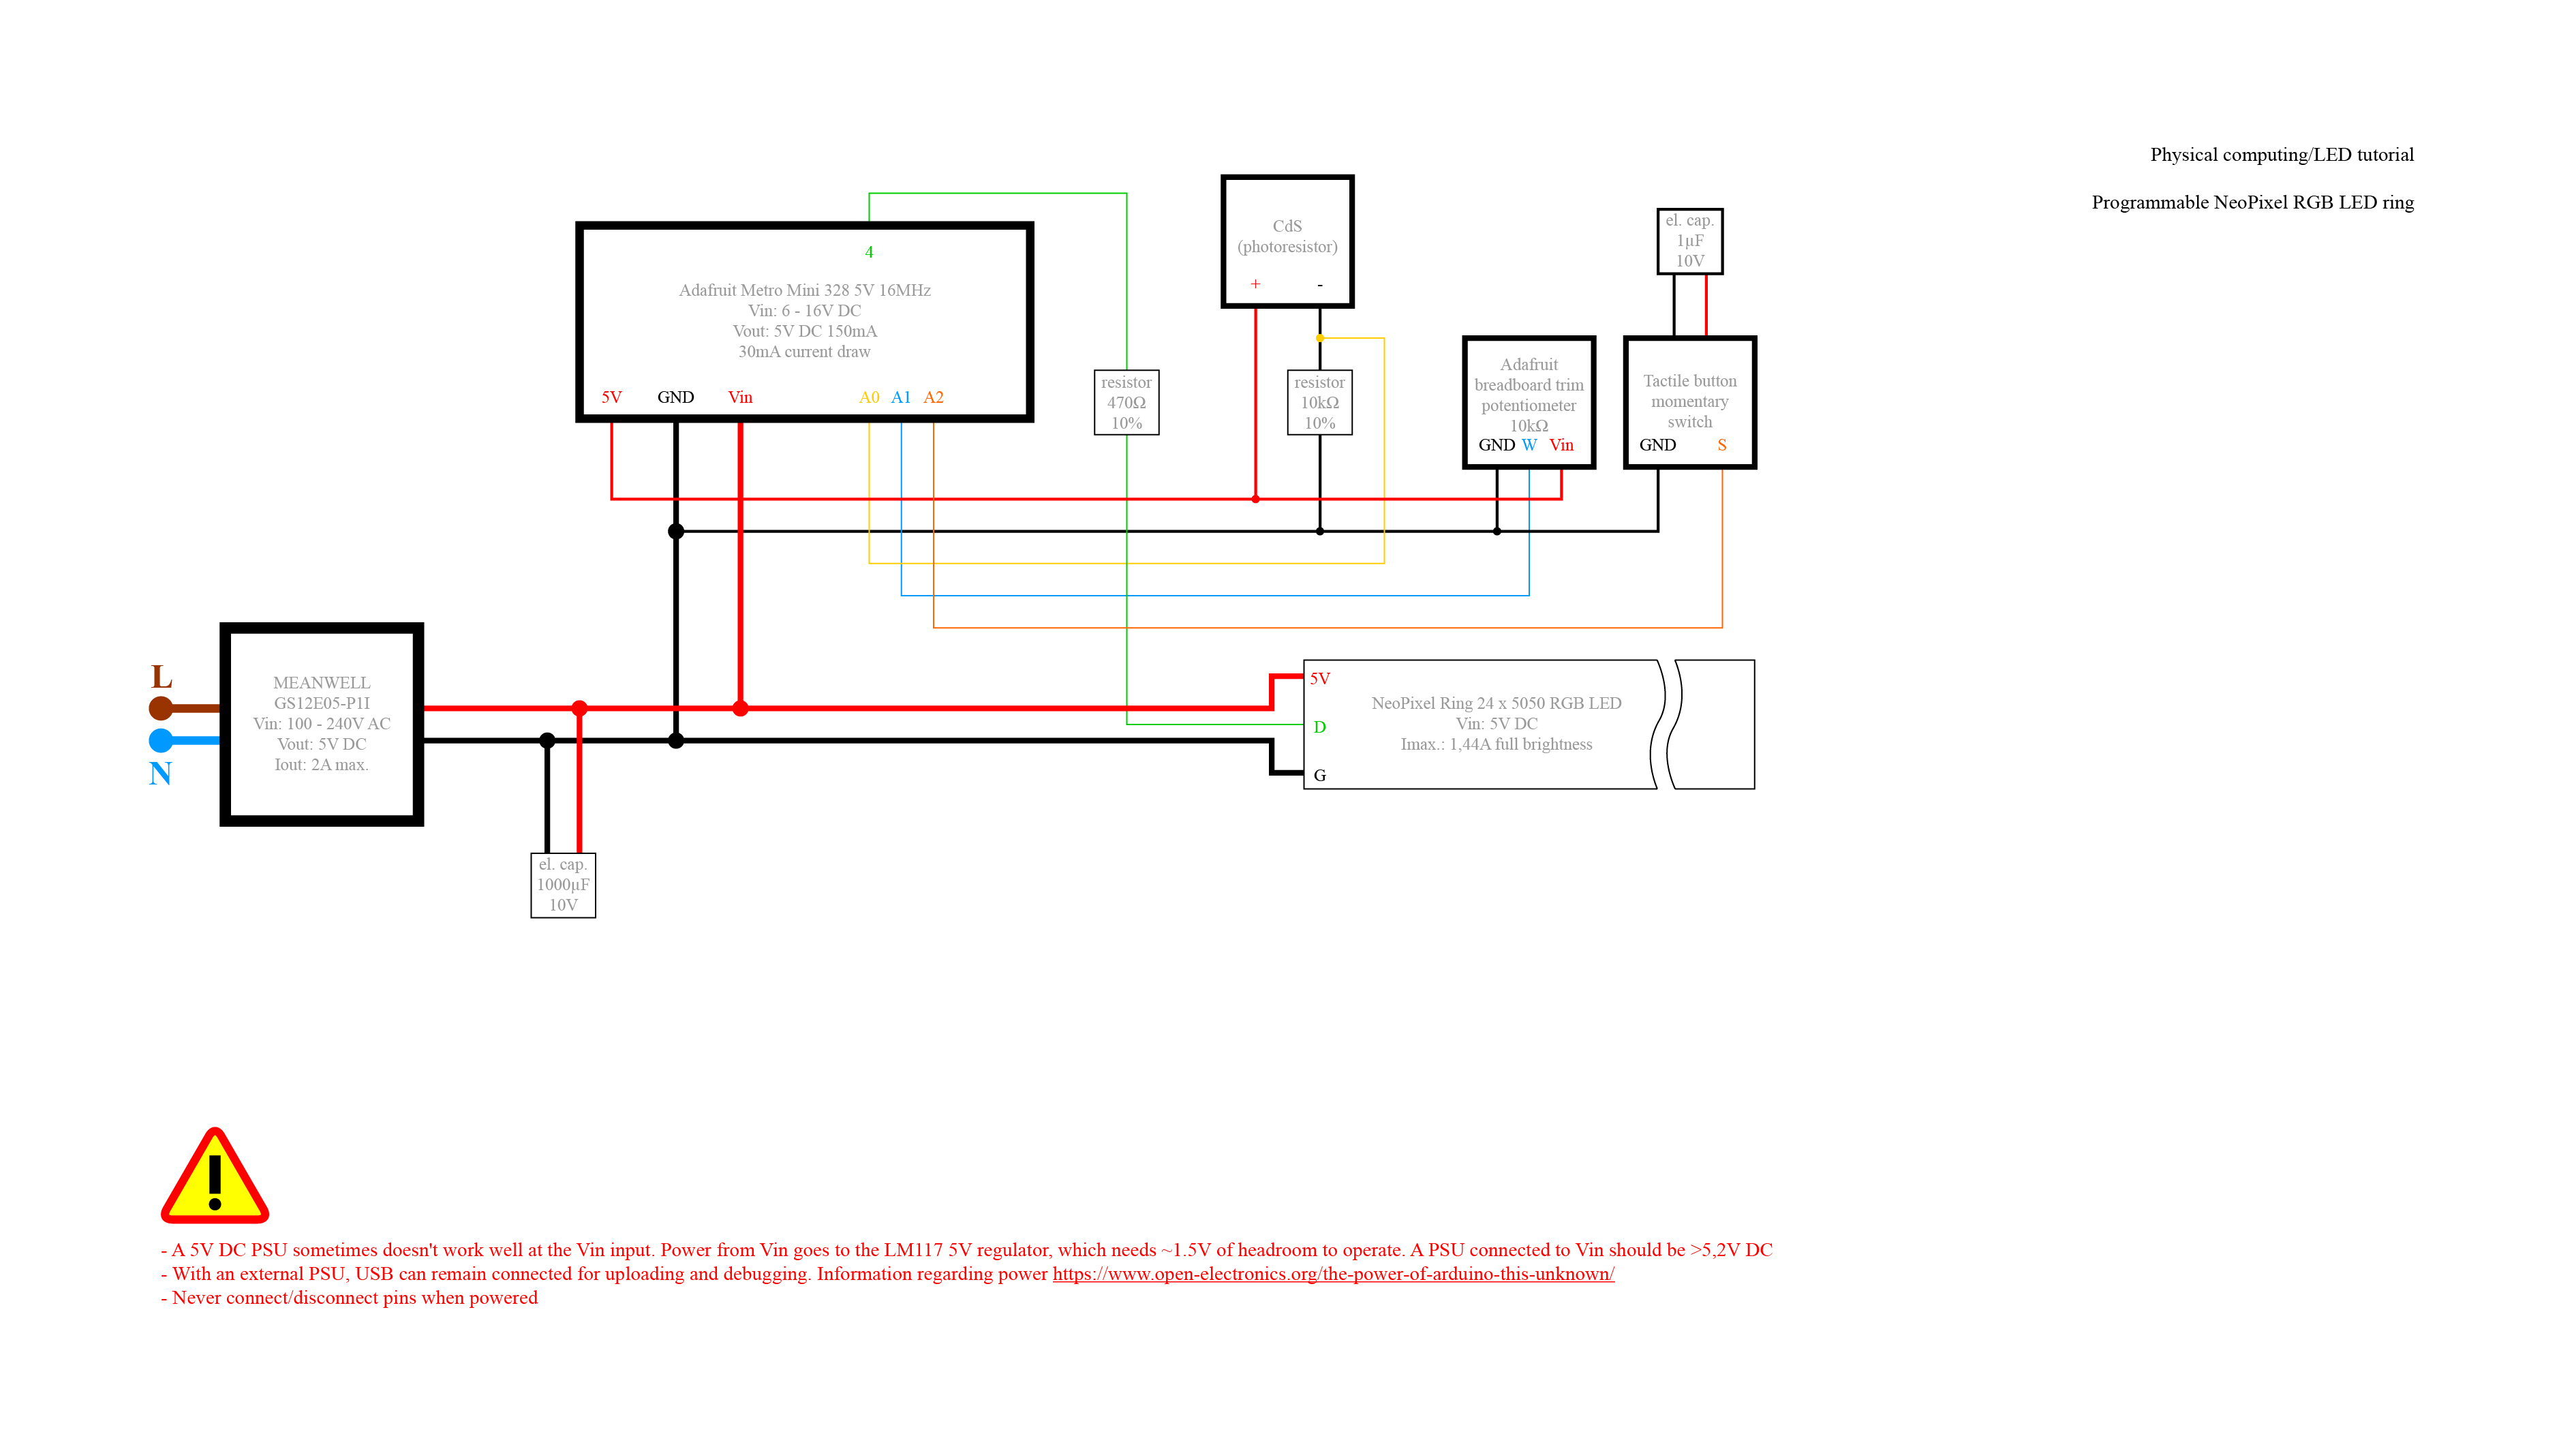 Physical computing/LED tutorial
Programmable NeoPixel RGB LED ring
4
Adafruit Metro Mini 328 5V 16MHz
Vin: 6 - 16V DC
Vout: 5V DC 150mA
30mA current draw
5V GND Vin A0 A1 A2
resistor
470Ω
10%
CdS
(photoresistor)
+ -
resistor
10kΩ
10%
Adafruit
breadboard trim
potentiometer
10kΩ
GND W Vin
el. cap.
1µF
10V
Tactile button
momentary
switch
GND S
L
N
MEANWELL
GS12E05-P1I
Vin: 100 - 240V AC
Vout: 5V DC
Iout: 2A max.
el. cap.
1000µF
10V
5V
D
G
NeoPixel Ring 24 x 5050 RGB LED
Vin: 5V DC
Imax.: 1,44A full brightness
- A 5V DC PSU sometimes doesn't work well at the Vin input. Power from Vin goes to the LM117 5V regulator, which needs ~1.5V of headroom to operate. A PSU connected to Vin should be >5,2V DC
- With an external PSU, USB can remain connected for uploading and debugging. Information regarding power https://www.open-electronics.org/the-power-of-arduino-this-unknown/
- Never connect/disconnect pins when powered